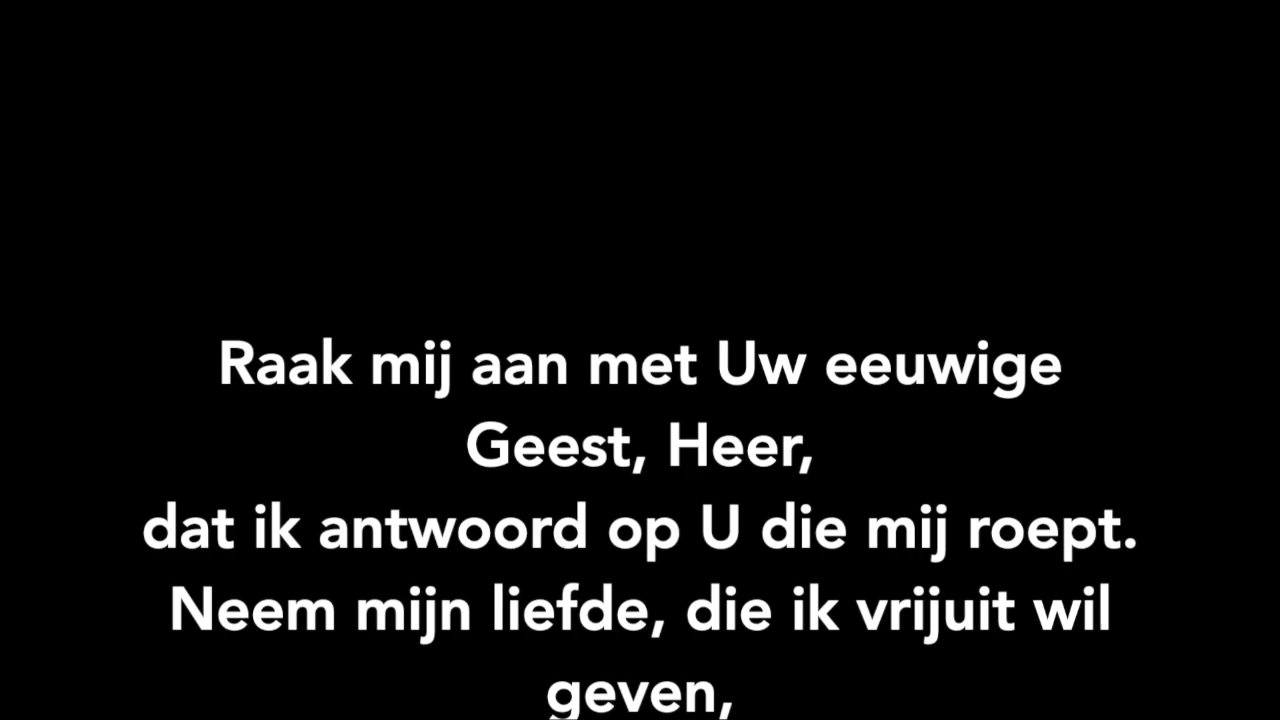 Raak mij aan met Uw eeuwige
Geest, Heer,
dat ik antwoord op U die mij roept.
Neem mijn liefde, die ik vrijuit wil
geven,